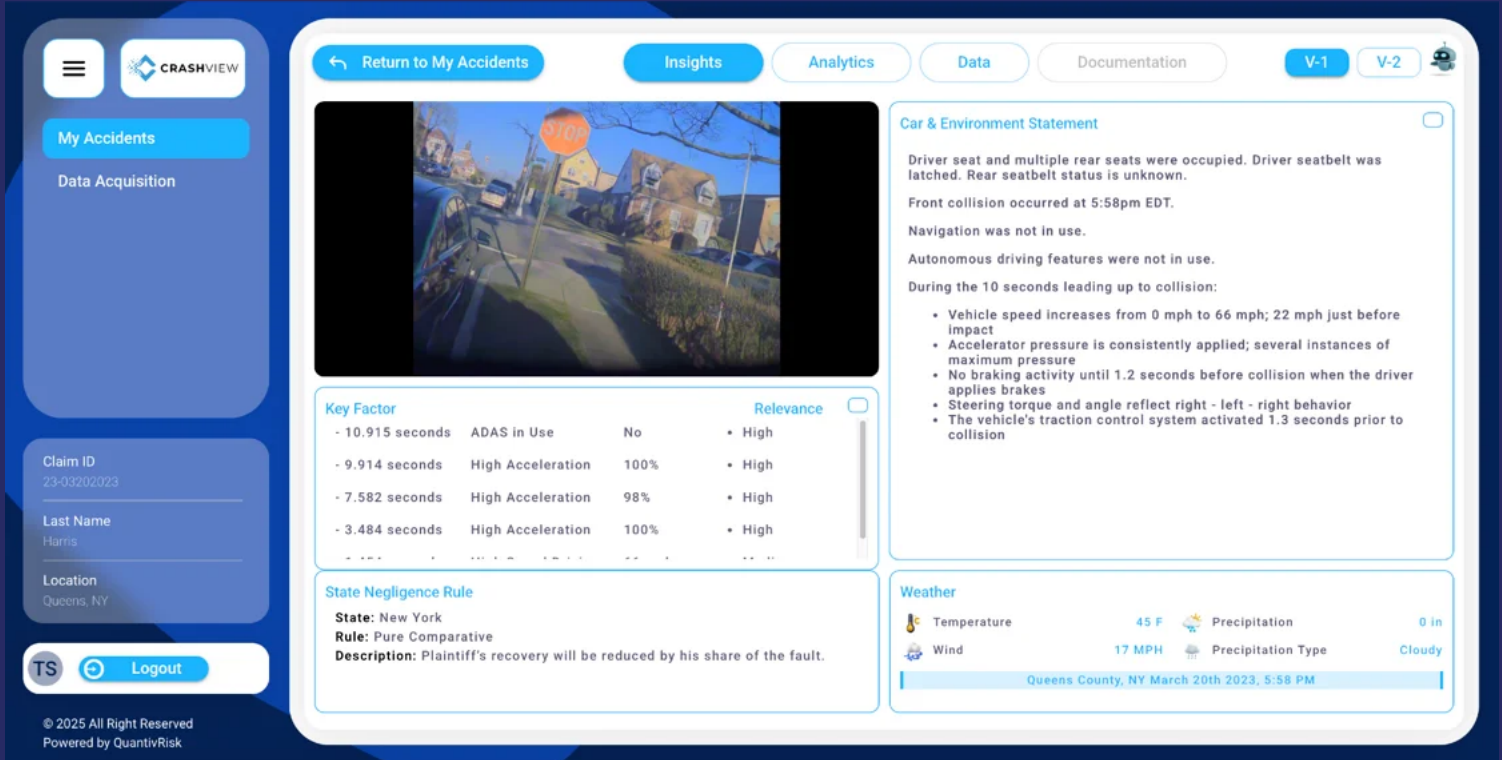 CRASHVIEW
My Accidents
Data Acquisition
Claim ID
23-03202023
Last Name
Harris
Location
Queens, NY
TS
Logout
© 2025 All Right Reserved
Powered by QuantivRisk
Return to My Accidents
Insights
Analytics
Data
Documentation
V-1
V-2
STOP
Key Factor Relevance
- 10.915 seconds ADAS in Use No • High
- 9.914 seconds High Acceleration 100% • High
- 7.582 seconds High Acceleration 98% • High
- 3.484 seconds High Acceleration 100% • High
State Negligence Rule
State: New York
Rule: Pure Comparative
Description: Plaintiff's recovery will be reduced by his share of the fault.
Car & Environment Statement
Driver seat and multiple rear seats were occupied. Driver seatbelt was
latched. Rear seatbelt status is unknown.
Front collision occurred at 5:58pm EDT.
Navigation was not in use.
Autonomous driving features were not in use.
During the 10 seconds leading up to collision:
• Vehicle speed increases from 0 mph to 66 mph; 22 mph just before
impact
• Accelerator pressure is consistently applied; several instances of
maximum pressure
• No braking activity until 1.2 seconds before collision when the driver
applies brakes
• Steering torque and angle reflect right - left - right behavior
• The vehicle's traction control system activated 1.3 seconds prior to
collision
Weather
Temperature 45 F Precipitation 0 in
Wind 17 MPH Precipitation Type Cloudy
Queens County, NY March 20th 2023, 5:58 PM